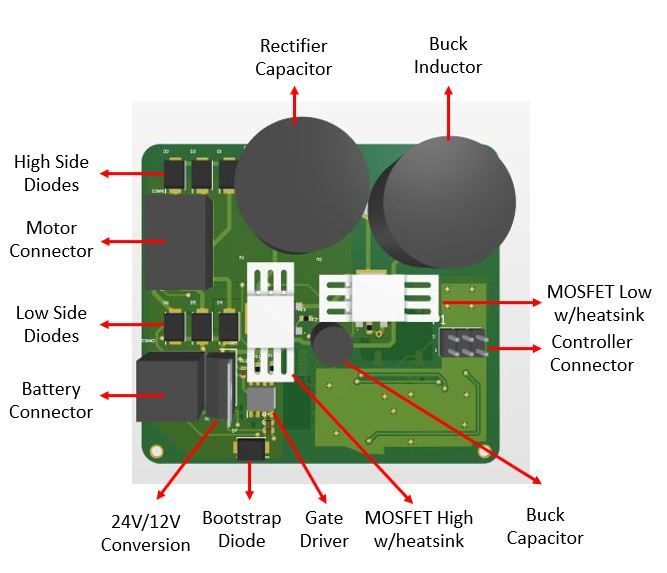 Rectifier
Capacitor
Buck
Inductor
High Side
Diodes
Motor
Connector
Low Side
Diodes
Battery
Connector
MOSFET Low
w/heatsink
P1
Controller
Connector
24V/12V
Conversion
Bootstrap
Diode
Gate
Driver
MOSFET High
w/heatsink
Buck
Capacitor